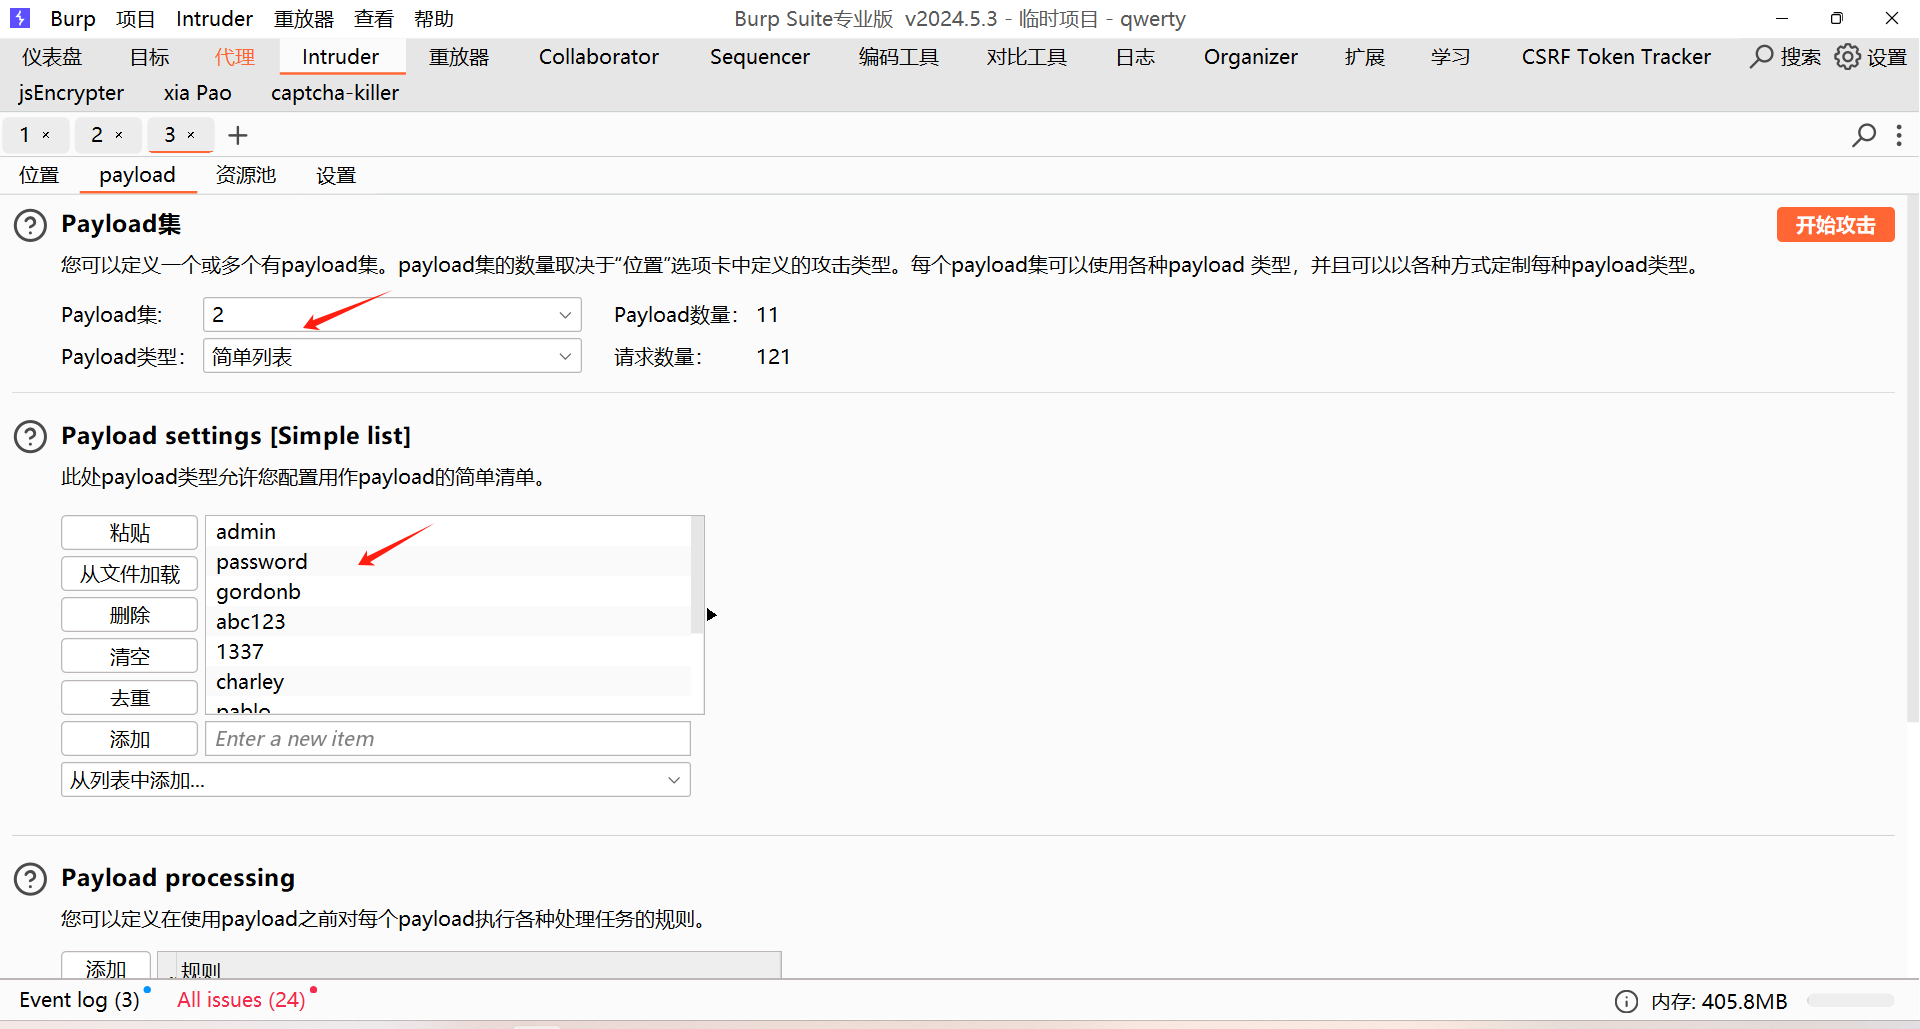 Burp 项目 Intruder 重放器 查看 帮助 Burp Suite专业版 v2024.5.3 - 临时项目 - qwerty
仪表盘 目标 代理 Intruder 重放器 Collaborator Sequencer 编码工具 对比工具 日志 Organizer 扩展 学习 CSRF Token Tracker 搜索 设置
jsEncrypter xia Pao captcha-killer
1 × 2 × 3 × +
位置 payload 资源池 设置
Payload集 开始攻击
您可以定义一个或多个有payload集。payload集的数量取决于“位置”选项卡中定义的攻击类型。每个payload集可以使用各种payload 类型，并且可以以各种方式定制每种payload类型。
Payload集: 2 Payload数量： 11
Payload类型： 简单列表 请求数量： 121
Payload settings [Simple list]
此处payload类型允许您配置用作payload的简单清单。
粘贴 admin
password
从文件加载 gordonb
删除 abc123
清空 1337
charley
去重 pablo
添加 Enter a new item
从列表中添加...
Payload processing
您可以定义在使用payload之前对每个payload执行各种处理任务的规则。
添加 规则
Event log (3) All issues (24) 内存: 405.8MB